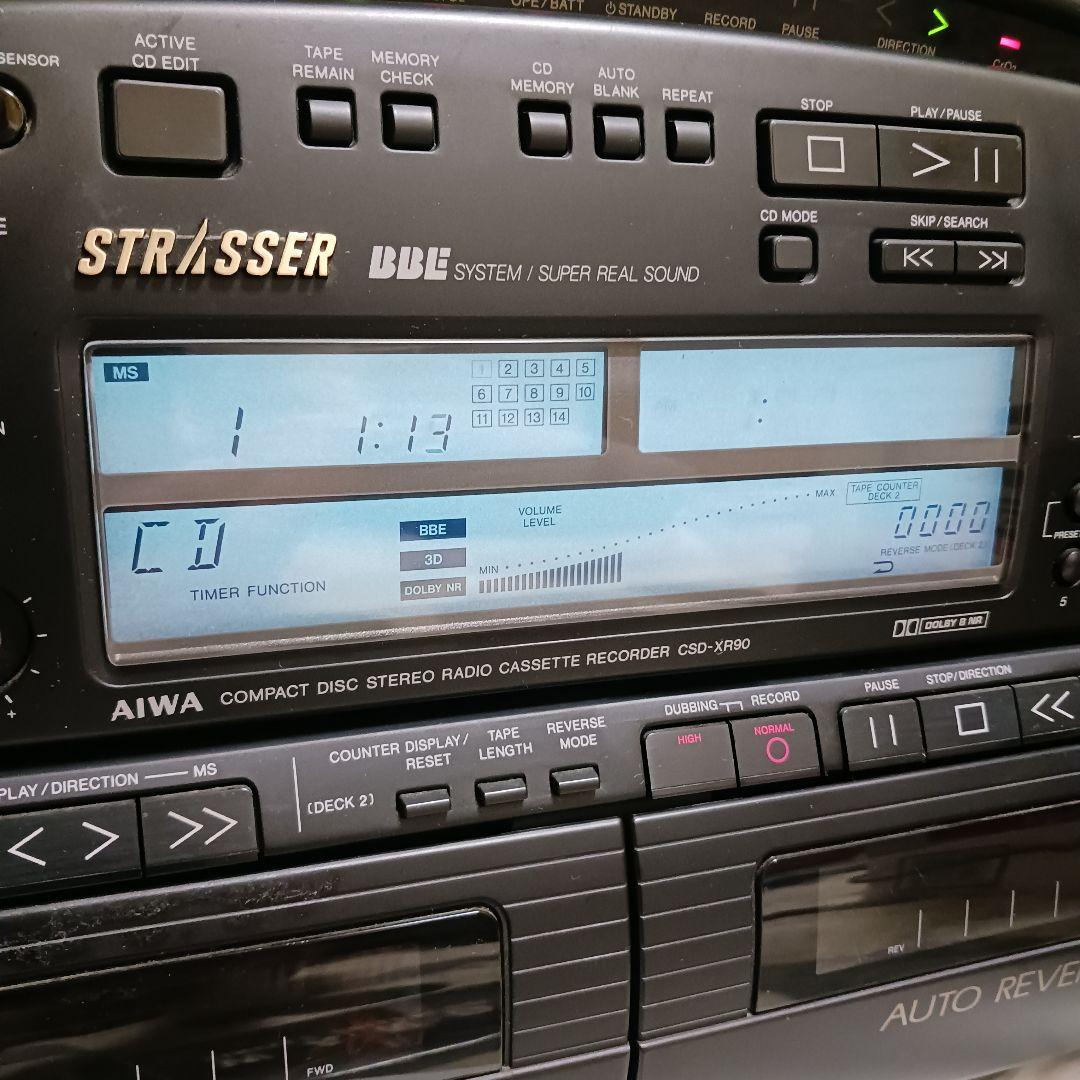 OPE/BATT
STANDBY
RECORD
PAUSE
DIRECTION
CrO2
SENSOR
ACTIVE
CD EDIT
TAPE
REMAIN
MEMORY
CHECK
CD
MEMORY
AUTO
BLANK
REPEAT
STOP
PLAY/PAUSE
CD MODE
SKIP/SEARCH
STRASSER
BBE SYSTEM / SUPER REAL SOUND
MS
1 1:13
1 2 3 4 5
6 7 8 9 10
11 12 13 14
:
CD
TIMER FUNCTION
BBE
3D
DOLBY NR
VOLUME
LEVEL
MIN
MAX
TAPE COUNTER
DECK 2
0000
REVERSE MODE (DECK 2)
PRESE
5
DOLBY B NR
AIWA COMPACT DISC STEREO RADIO CASSETTE RECORDER CSD-XR90
PLAY/DIRECTION MS
COUNTER DISPLAY/
RESET
TAPE
LENGTH
REVERSE
MODE
(DECK 2)
DUBBING RECORD
HIGH
NORMAL
PAUSE
STOP/DIRECTION
FWD
REV
AUTO REVE